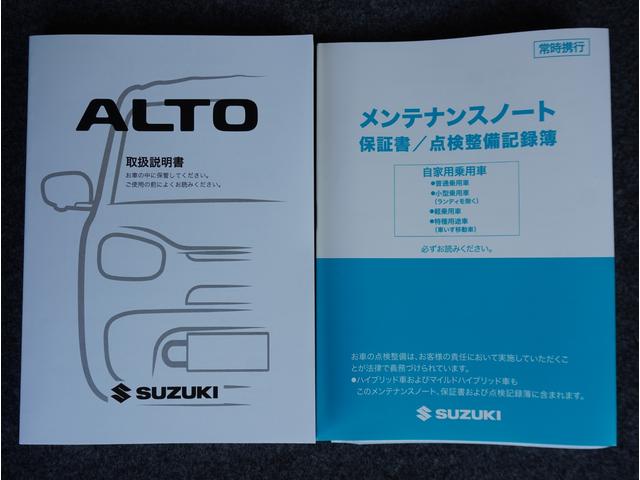 ALTO
取扱説明書
お車の中に保管してください。
ご使用の前によくお読みください。
SUZUKI
常時携行
メンテナンスノート
保証書/点検整備記録簿
自家用乗用車
●普通乗用車
●小型乗用車
(ランディを除く)
●軽乗用車
●特種用途車
(車いす移動車)
必ずお読みください。
お車の点検整備は、お客様の責任において実施していただくこ
とが法律で義務づけられています。
●ハイブリッド車およびマイルドハイブリッド車も
このメンテナンスノート、保証書および点検記録簿に含まれます。
SUZUKI